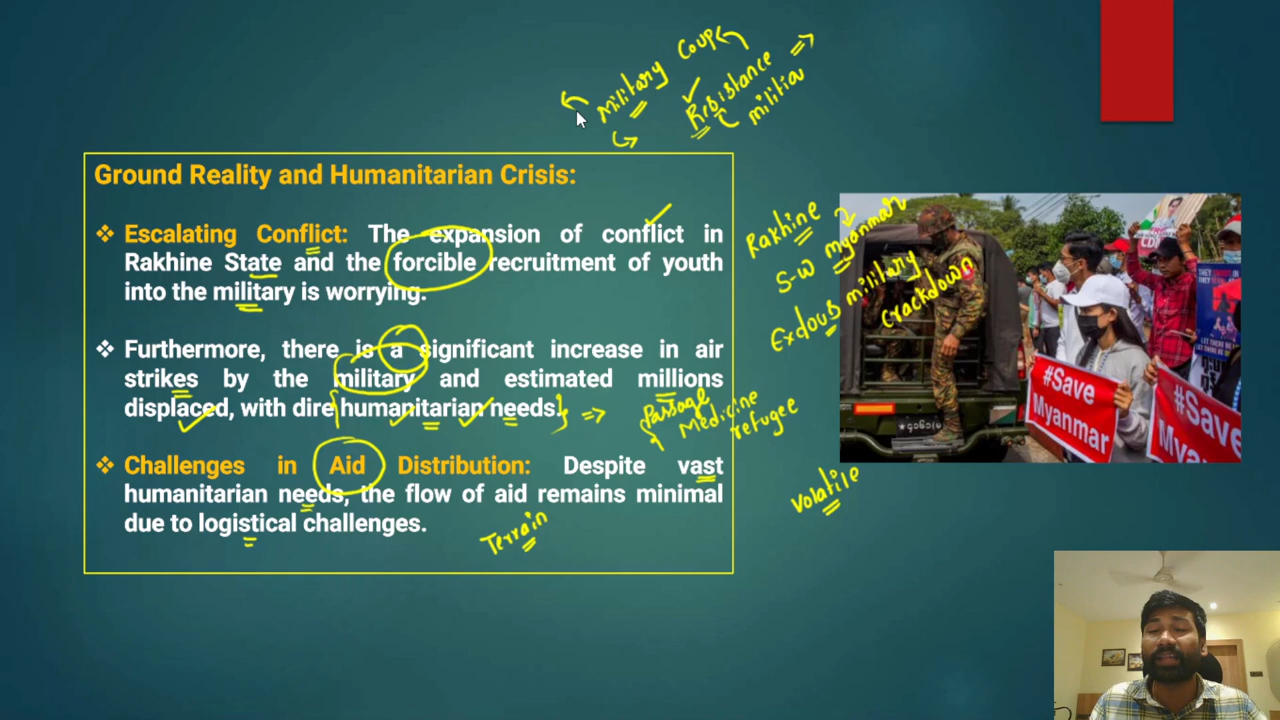 Military Coup
Resistance
militia
Ground Reality and Humanitarian Crisis:
❖ Escalating Conflict: The expansion of conflict in
Rakhine State and the forcible recruitment of youth
into the military is worrying.
❖ Furthermore, there is a significant increase in air
strikes by the military and estimated millions
displaced, with dire humanitarian needs.
❖ Challenges in Aid Distribution: Despite vast
humanitarian needs, the flow of aid remains minimal
due to logistical challenges.
Passage
Medicine
refugee
Terrain
Rakhine
S-W myanmar
Exdous military
crackdown
volatile
#Save
Myanmar
#Save